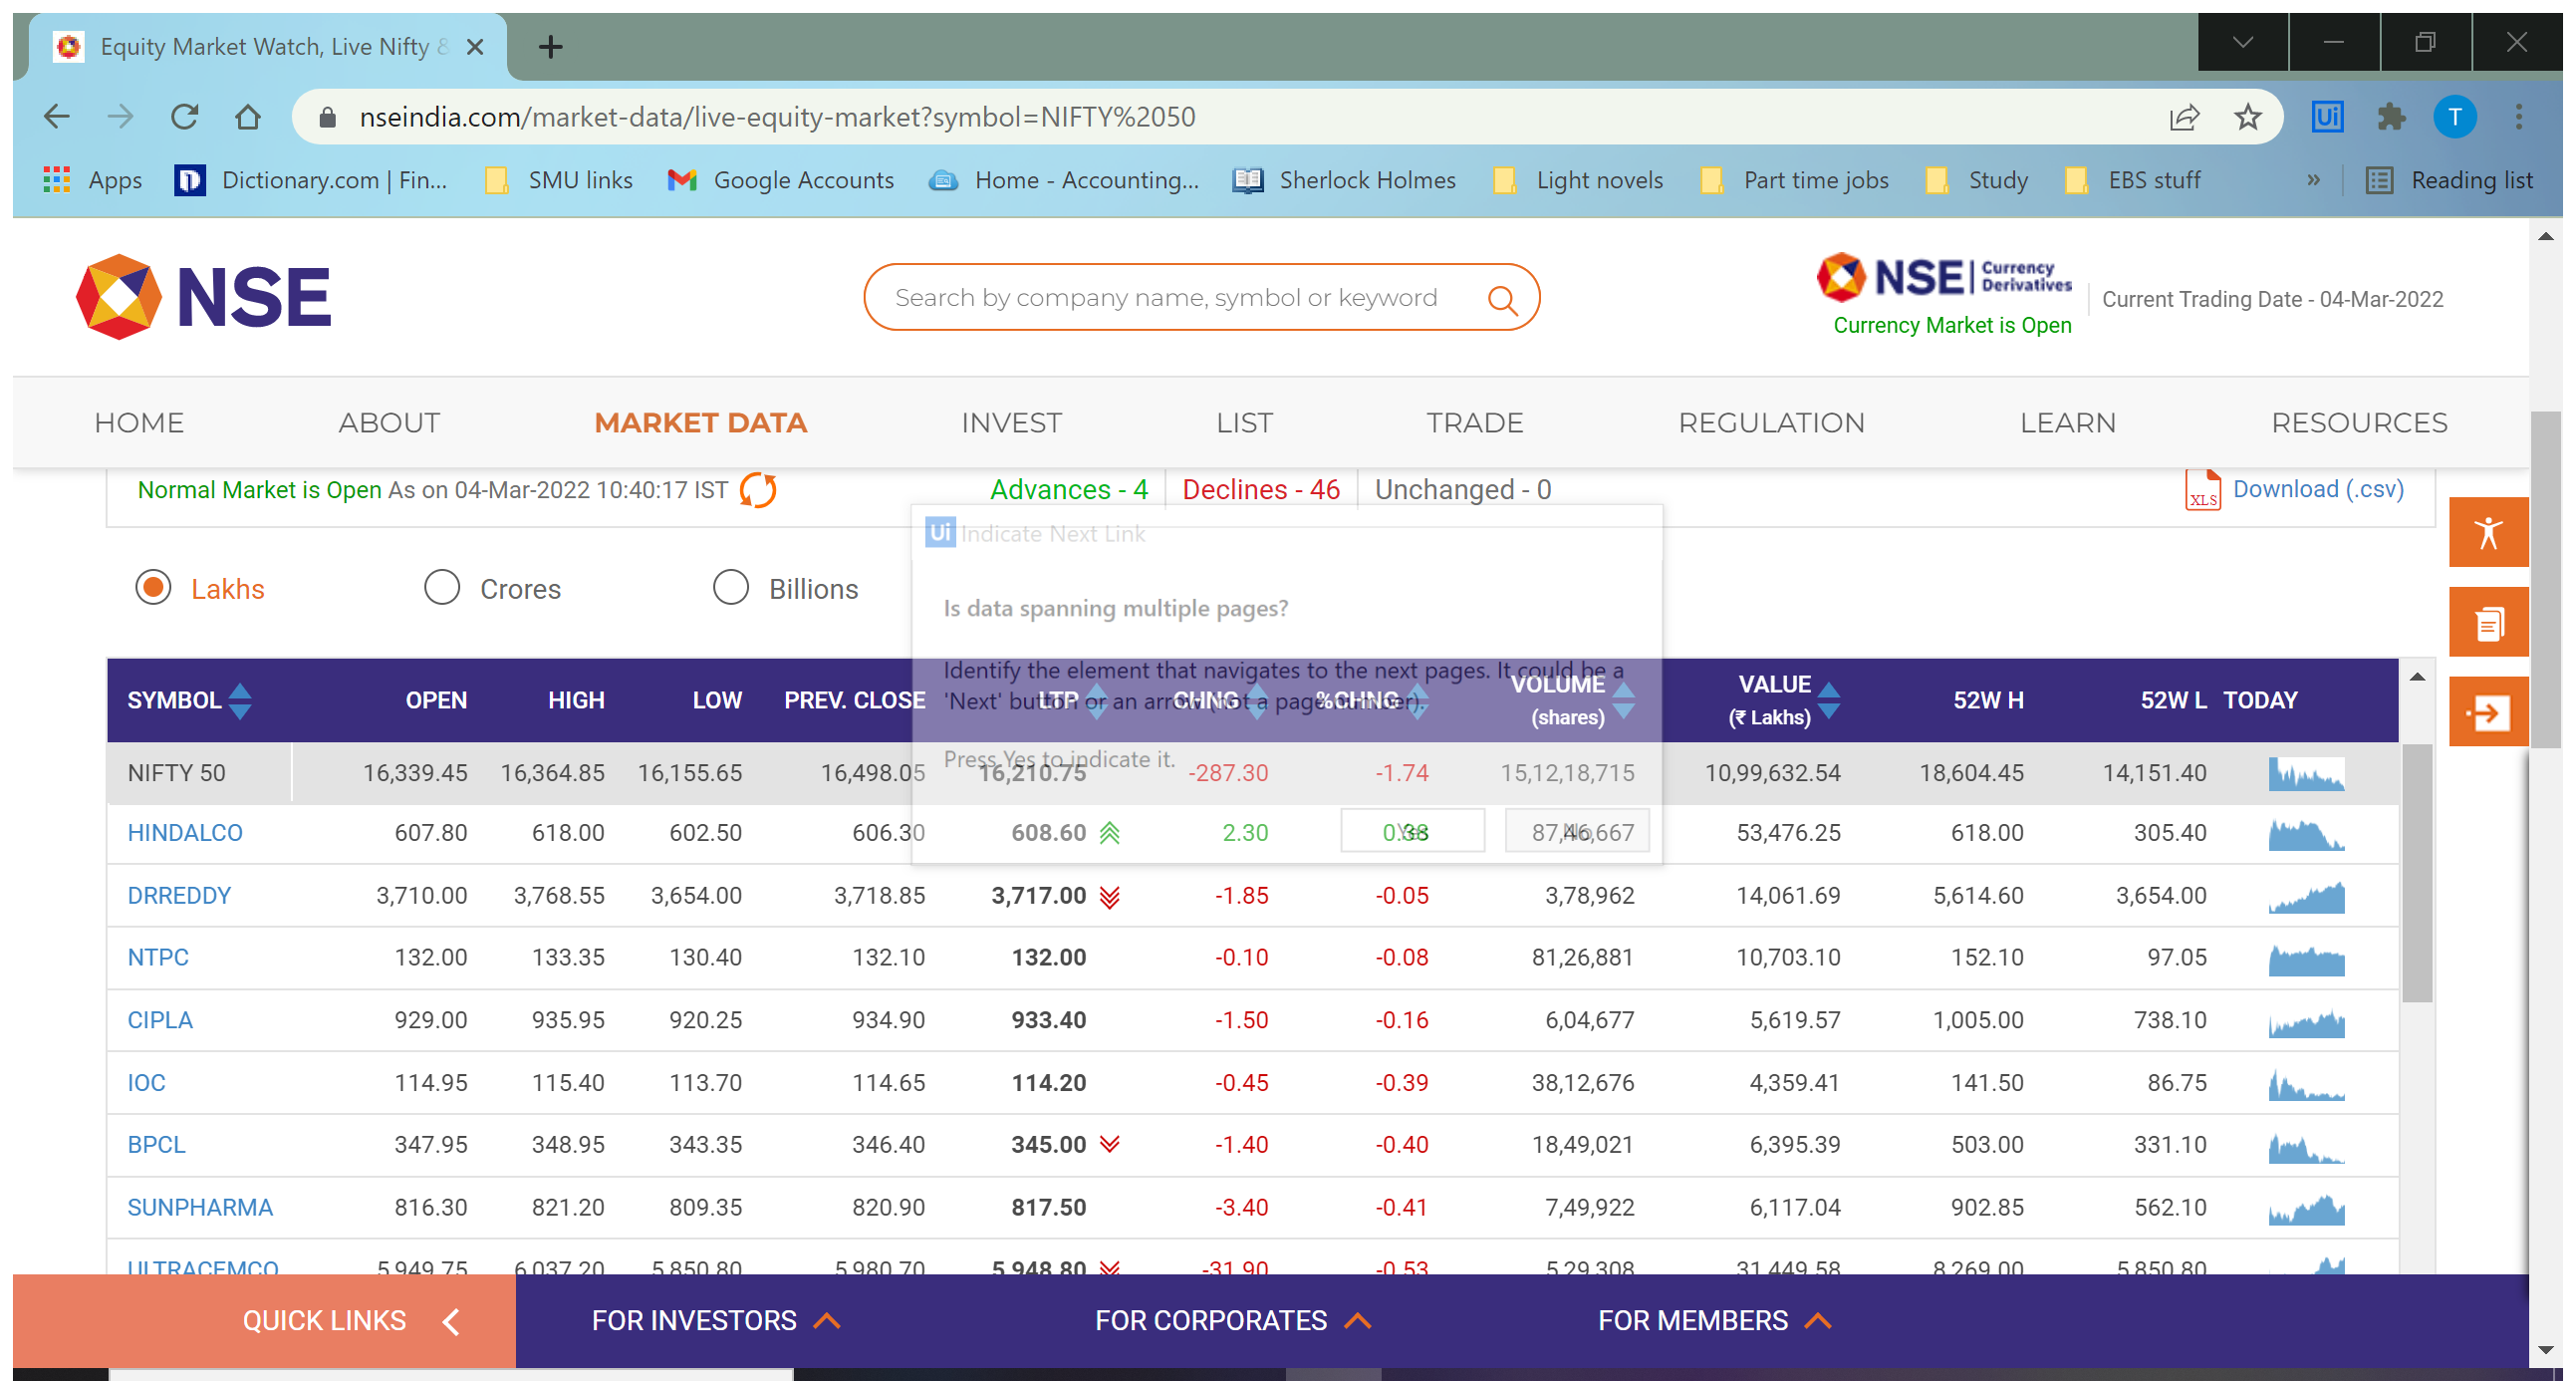 Equity Market Watch, Live Nifty &
nseindia.com/market-data/live-equity-market?symbol=NIFTY%2050
Ui
T
Apps Dictionary.com | Fin... SMU links Google Accounts Home - Accounting... Sherlock Holmes Light novels Part time jobs Study EBS stuff » Reading list
NSE
Search by company name, symbol or keyword
NSE Currency Derivatives
Currency Market is Open
Current Trading Date - 04-Mar-2022
HOME ABOUT MARKET DATA INVEST LIST TRADE REGULATION LEARN RESOURCES
Normal Market is Open As on 04-Mar-2022 10:40:17 IST Advances - 4 Declines - 46 Unchanged - 0 XLS Download (.csv)
Ui Indicate Next Link
Lakhs Crores Billions
Is data spanning multiple pages?
Identify the element that navigates to the next pages. It could be a
'Next' button or an arrow (not a page number).
Press Yes to indicate it.
Yes No
SYMBOL OPEN HIGH LOW PREV. CLOSE LTP CHNG %CHNG VOLUME (shares) VALUE (₹ Lakhs) 52W H 52W L TODAY
NIFTY 50 16,339.45 16,364.85 16,155.65 16,498.05 16,210.75 -287.30 -1.74 15,12,18,715 10,99,632.54 18,604.45 14,151.40
HINDALCO 607.80 618.00 602.50 606.30 608.60 2.30 0.38 87,46,667 53,476.25 618.00 305.40
DRREDDY 3,710.00 3,768.55 3,654.00 3,718.85 3,717.00 -1.85 -0.05 3,78,962 14,061.69 5,614.60 3,654.00
NTPC 132.00 133.35 130.40 132.10 132.00 -0.10 -0.08 81,26,881 10,703.10 152.10 97.05
CIPLA 929.00 935.95 920.25 934.90 933.40 -1.50 -0.16 6,04,677 5,619.57 1,005.00 738.10
IOC 114.95 115.40 113.70 114.65 114.20 -0.45 -0.39 38,12,676 4,359.41 141.50 86.75
BPCL 347.95 348.95 343.35 346.40 345.00 -1.40 -0.40 18,49,021 6,395.39 503.00 331.10
SUNPHARMA 816.30 821.20 809.35 820.90 817.50 -3.40 -0.41 7,49,922 6,117.04 902.85 562.10
ULTRACEMCO 5,949.75 6,037.20 5,850.80 5,980.70 5,948.80 -31.90 -0.53 5,29,308 31,449.58 8,269.00 5,850.80
QUICK LINKS FOR INVESTORS FOR CORPORATES FOR MEMBERS